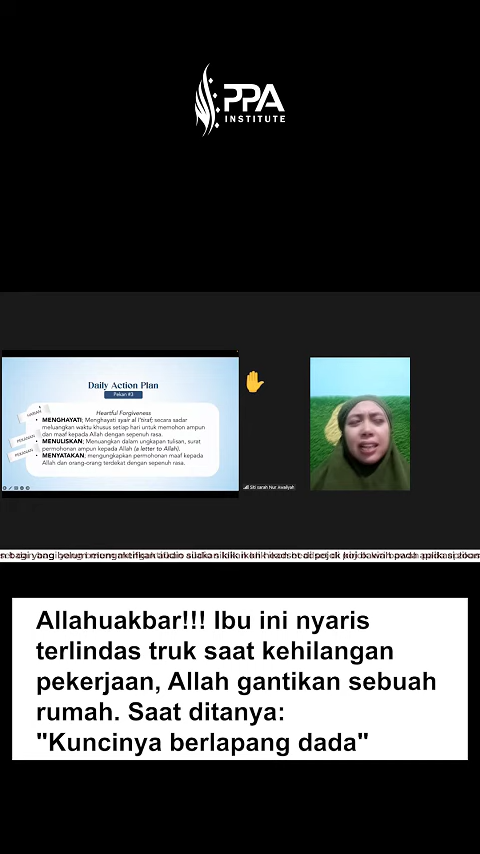 PPA
INSTITUTE
Daily Action Plan
Pekan #3
HARIAN
PEKANAN
PEKANAN
Heartful Forgiveness
• MENGHAYATI; Menghayati syair al I'tiraf; secara sadar
meluangkan waktu khusus setiap hari untuk memohon ampun
dan maaf kepada Allah dengan sepenuh rasa.
• MENULISKAN; Menuangkan dalam ungkapan tulisan, surat
permohonan ampun kepada Allah (a letter to Allah).
• MENYATAKAN; mengungkapkan permohonan maaf kepada
Allah dan orang-orang terdekat dengan sepenuh rasa.
Siti sarah Nur Awaliyah
Allahuakbar!!! Ibu ini nyaris
terlindas truk saat kehilangan
pekerjaan, Allah gantikan sebuah
rumah. Saat ditanya:
"Kuncinya berlapang dada"